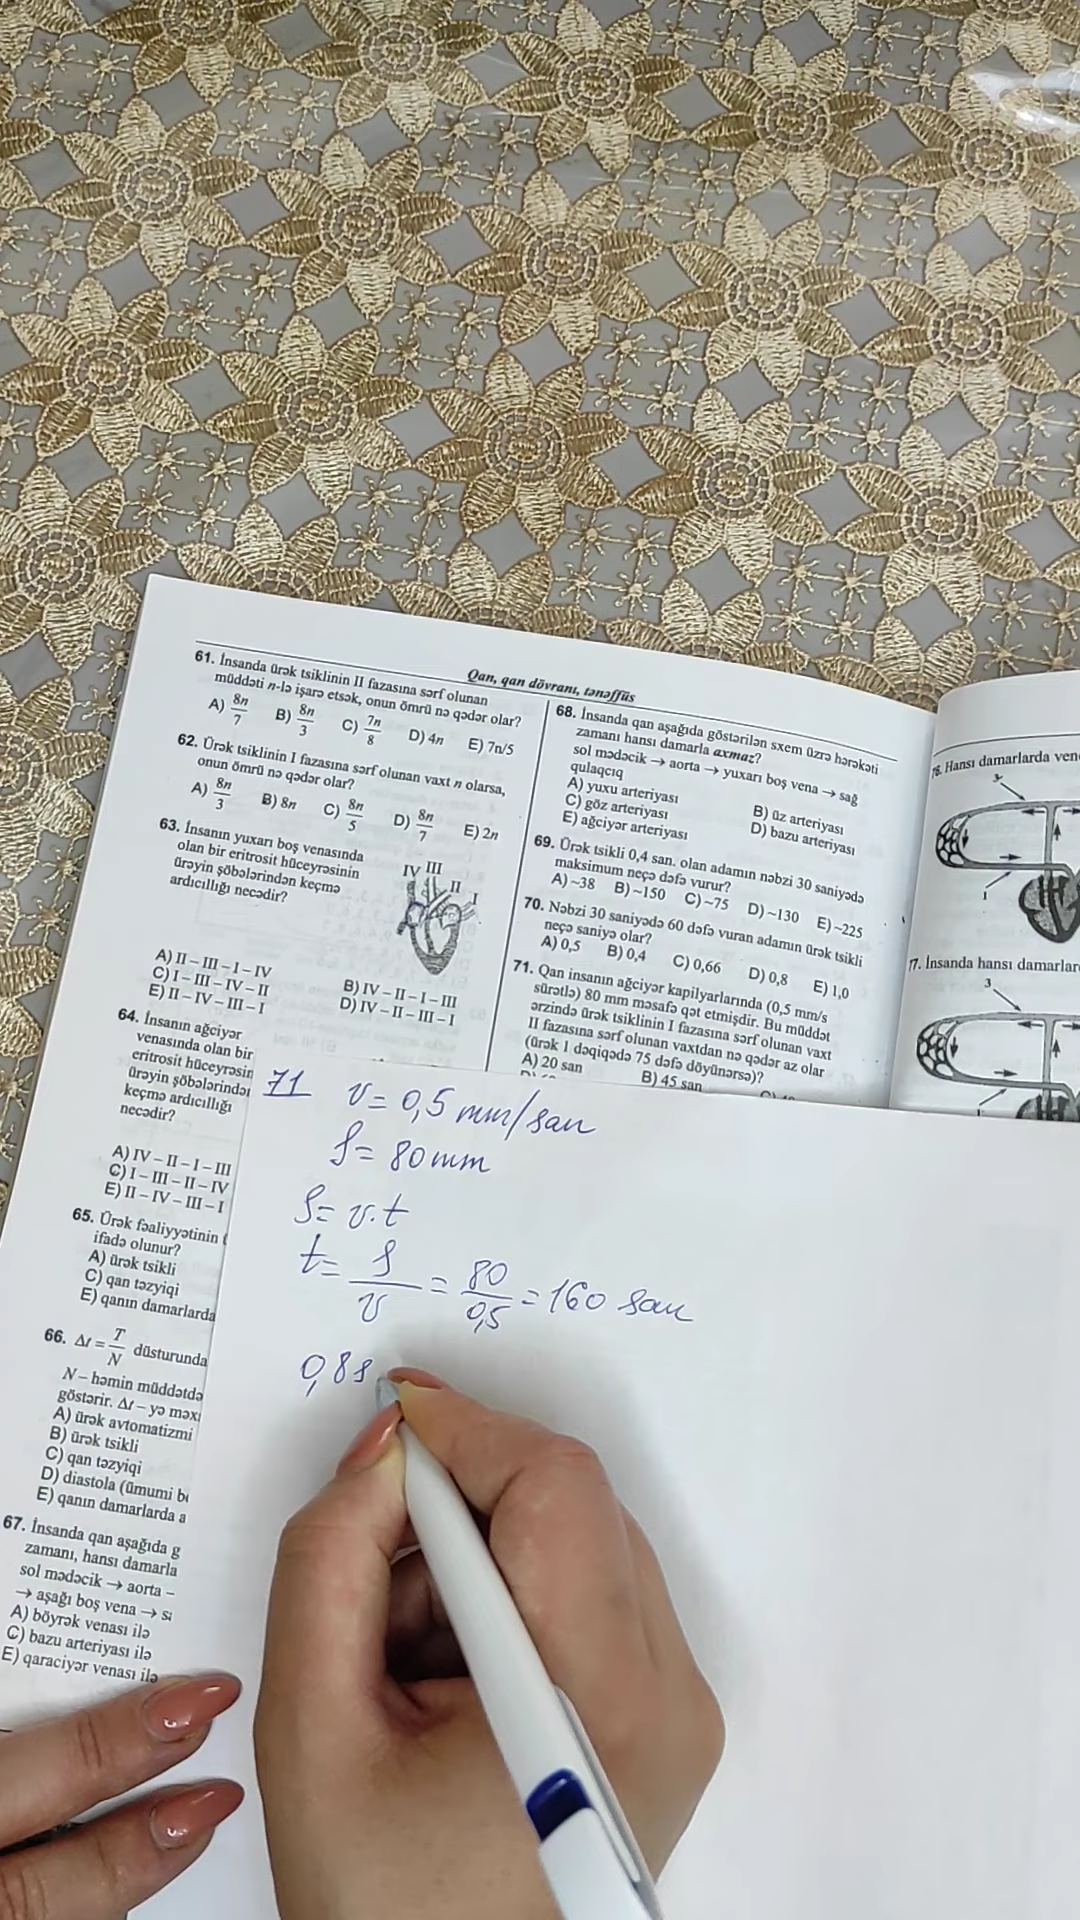 Qan, qan dövranı, tənəffüs
61. İnsanda ürək tsiklinin II fazasına sərf olunan
müddəti n-lə işarə etsək, onun ömrü nə qədər olar?
A) 8n/7 B) 8n/3 C) 7n/8 D) 4n E) 7n/5
62. Ürək tsiklinin I fazasına sərf olunan vaxt n olarsa,
onun ömrü nə qədər olar?
A) 8n/3 B) 8n C) 8n/5 D) 8n/7 E) 2n
63. İnsanın yuxarı boş venasında
olan bir eritrosit hüceyrəsinin
ürəyin şöbələrindən keçmə
ardıcıllığı necədir?
IV III
II
I
A) II – III – I – IV
B) IV – II – I – III
C) I – III – IV – II
D) IV – II – III – I
E) II – IV – III – I
64. İnsanın ağciyər
venasında olan bir
eritrosit hüceyrəsin
ürəyin şöbələrindən
keçmə ardıcıllığı
necədir?
A) IV – II – I – III
C) I – III – II – IV
E) II – IV – III – I
65. Ürək fəaliyyətinin
ifadə olunur?
A) ürək tsikli
C) qan təzyiqi
E) qanın damarlarda
66. Δt = T/N düsturunda
N – həmin müddətdə
göstərir. Δt – yə
A) ürək avtomatizmi
B) ürək tsikli
C) qan təzyiqi
D) diastola (ümumi
E) qanın damarlarda a
67. İnsanda qan aşağıda g
zamanı, hansı damarla
sol mədəcik → aorta –
→ aşağı boş vena →
A) böyrək venası ilə
C) bazu arteriyası ilə
E) qaraciyər venası ilə
68. İnsanda qan aşağıda göstərilən sxem üzrə hərəkəti
zamanı hansı damarla axmaz?
sol mədəcik → aorta → yuxarı boş vena → sağ
qulaqcıq
A) yuxu arteriyası
B) üz arteriyası
C) göz arteriyası
D) bazu arteriyası
E) ağciyər arteriyası
69. Ürək tsikli 0,4 san. olan adamın nəbzi 30 saniyədə
maksimum neçə dəfə vurur?
A) ~38 B) ~150 C) ~75 D) ~130 E) ~225
70. Nəbzi 30 saniyədə 60 dəfə vuran adamın ürək tsikli
neçə saniyə olar?
A) 0,5 B) 0,4 C) 0,66 D) 0,8 E) 1,0
71. Qan insanın ağciyər kapilyarlarında (0,5 mm/s
sürətlə) 80 mm məsafə qət etmişdir. Bu müddət
ərzində ürək tsiklinin I fazasına sərf olunan vaxt
II fazasına sərf olunan vaxtdan nə qədər az olar
(ürək 1 dəqiqədə 75 dəfə döyünərsə)?
A) 20 san B) 45 san
76. Hansı damarlarda ven
3
1
77. İnsanda hansı damarlar
3
71 v = 0,5 mm/san
S = 80 mm
S = v.t
t = S/v = 80/0,5 = 160 san
0,8s